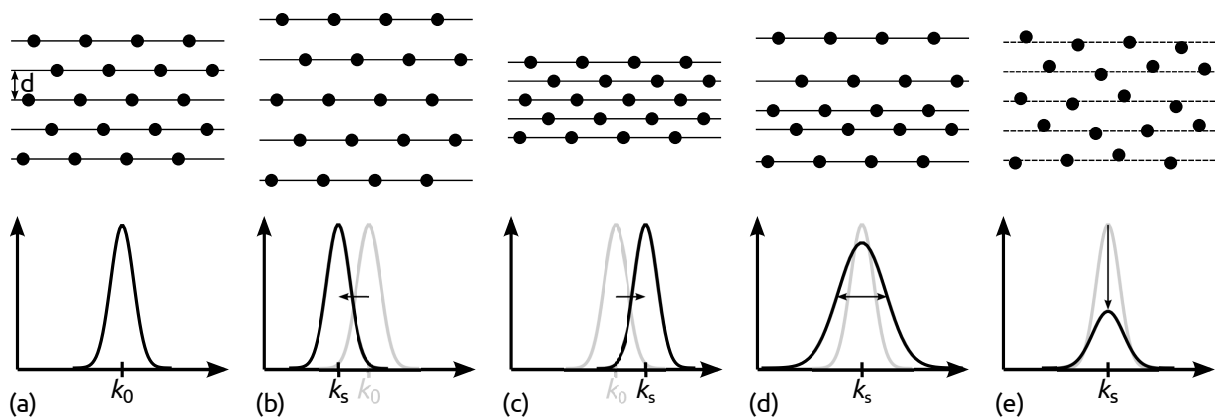 d
k₀
kₛ k₀
k₀ kₛ
kₛ
kₛ
(a) (b) (c) (d) (e)